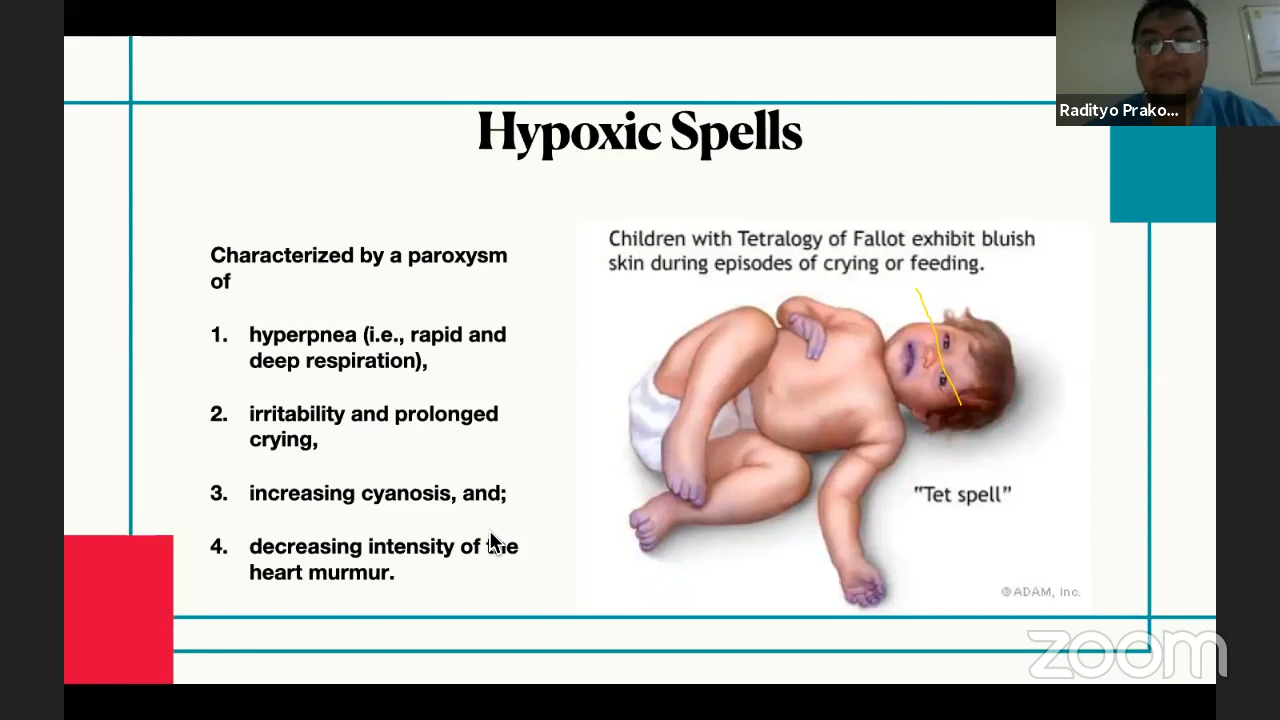 Radityo Prako...
Hypoxic Spells
Characterized by a paroxysm
of
1. hyperpnea (i.e., rapid and
deep respiration),
2. irritability and prolonged
crying,
3. increasing cyanosis, and;
4. decreasing intensity of the
heart murmur.
Children with Tetralogy of Fallot exhibit bluish
skin during episodes of crying or feeding.
"Tet spell"
©ADAM, Inc.
zoom